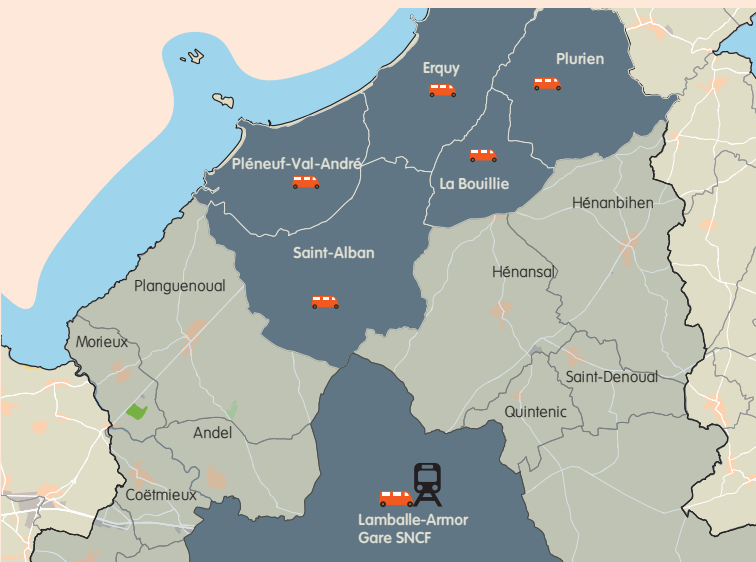 Plurien
Erquy
Pléneuf-Val-André
La Bouillie
Hénanbihen
Saint-Alban
Hénansal
Planguenoual
Morieux
Saint-Denoual
Quintenic
Andel
Coëtmieux
Lamballe-Armor
Gare SNCF